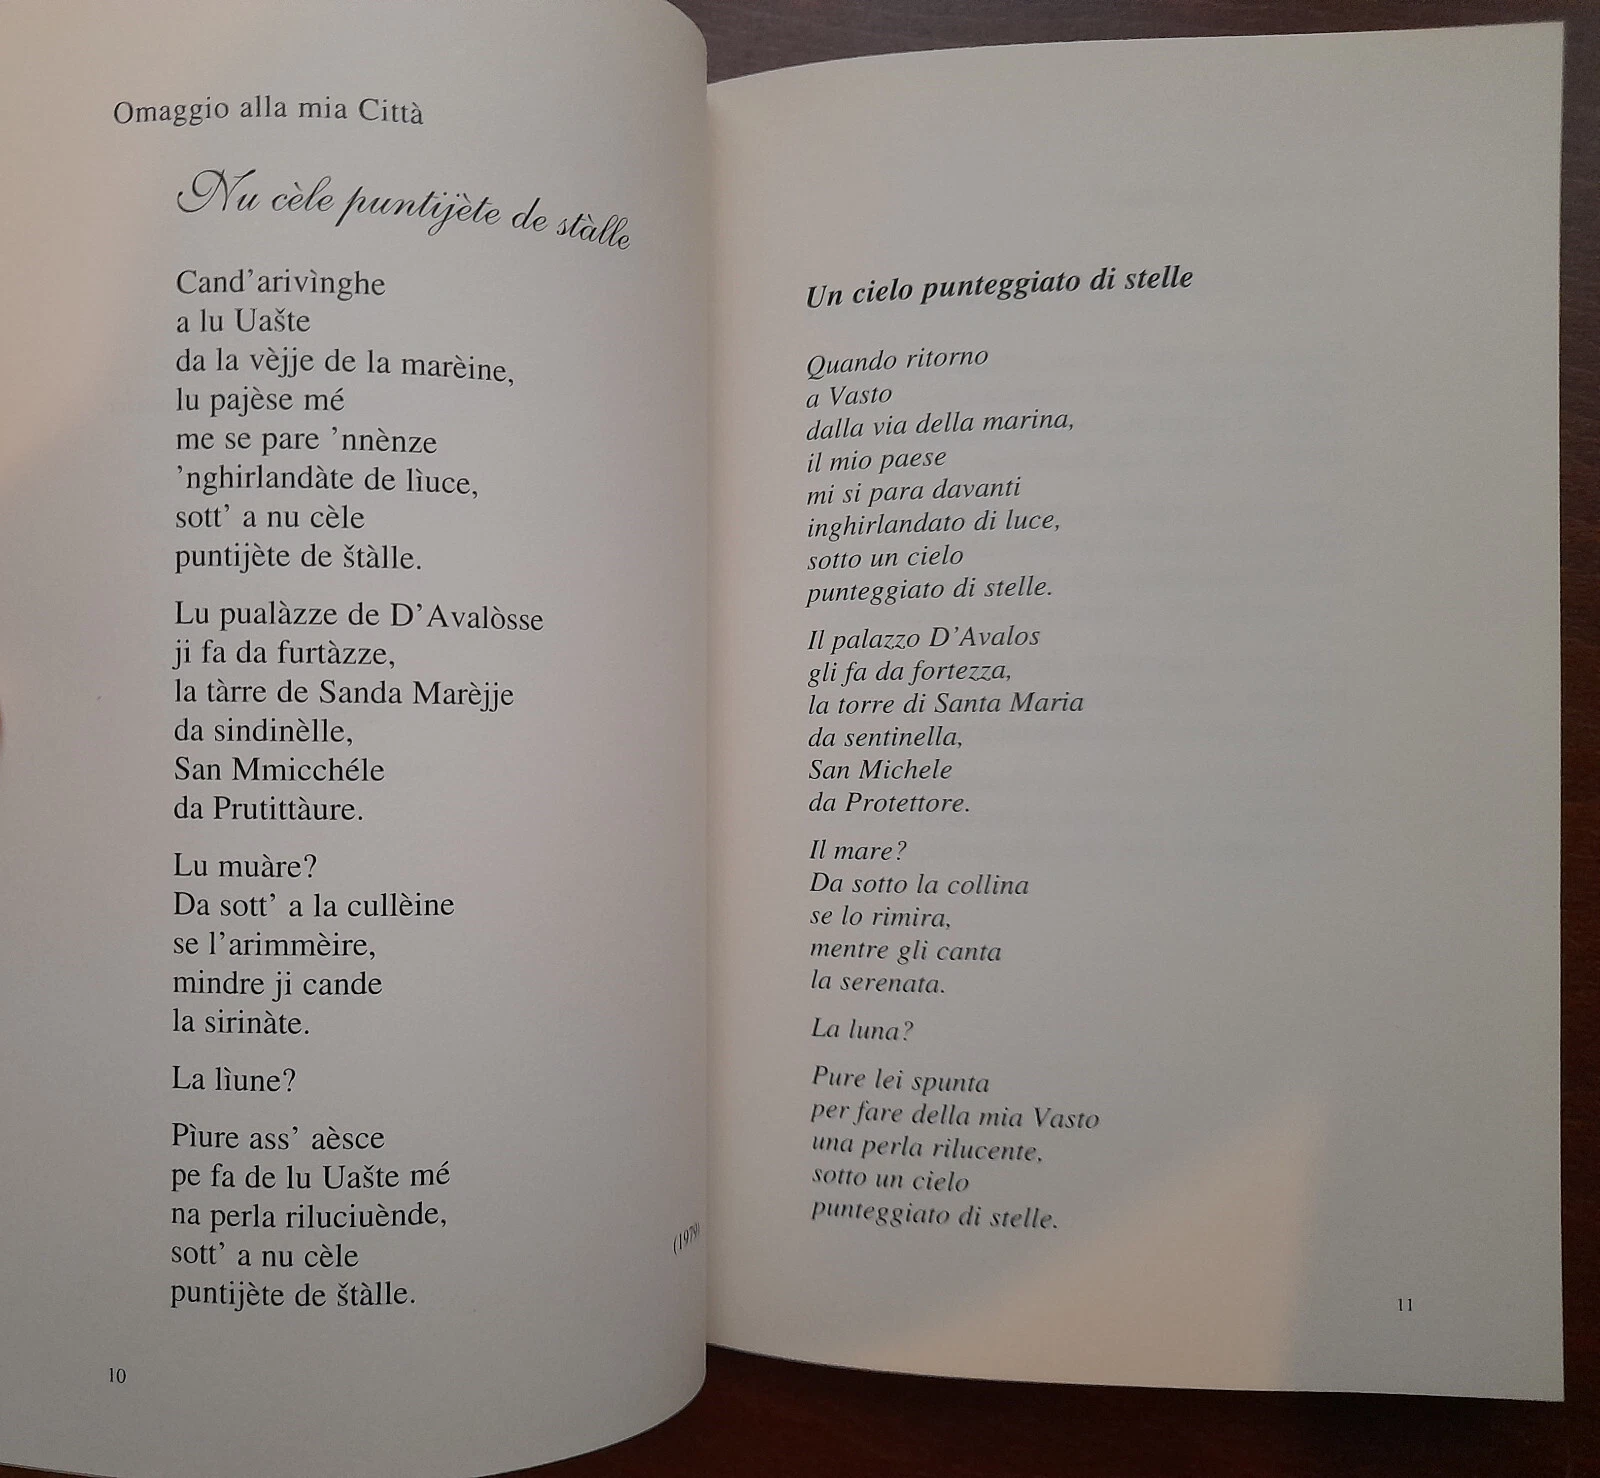 Omaggio alla mia Città
Nu cèle puntijète de stàlle
Cand'arivìnghe
a lu Uašte
da la vèjje de la marèine,
lu pajèse mé
me se pare 'nnènze
'nghirlandàte de lìuce,
sott' a nu cèle
puntijète de štàlle.
Lu pualàzze de D'Avalòsse
ji fa da furtàzze,
la tàrre de Sanda Marèjje
da sindinèlle,
San Mmicchéle
da Prutittàure.
Lu muàre?
Da sott' a la cullèine
se l'arimmèire,
mindre ji cande
la sirinàte.
La lìune?
Pìure ass' aèsce
pe fa de lu Uašte mé
na perla riluciuènde,
sott' a nu cèle
puntijète de štàlle.
(1979)
10
Un cielo punteggiato di stelle
Quando ritorno
a Vasto
dalla via della marina,
il mio paese
mi si para davanti
inghirlandato di luce,
sotto un cielo
punteggiato di stelle.
Il palazzo D'Avalos
gli fa da fortezza,
la torre di Santa Maria
da sentinella,
San Michele
da Protettore.
Il mare?
Da sotto la collina
se lo rimira,
mentre gli canta
la serenata.
La luna?
Pure lei spunta
per fare della mia Vasto
una perla rilucente,
sotto un cielo
punteggiato di stelle.
11